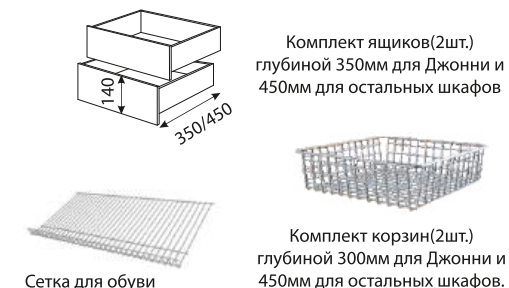 Комплект ящиков(2шт.)
глубиной 350мм для Джонни и
450мм для остальных шкафов
140
350/450
Комплект корзин(2шт.)
глубиной 300мм для Джонни и
450мм для остальных шкафов.
Сетка для обуви